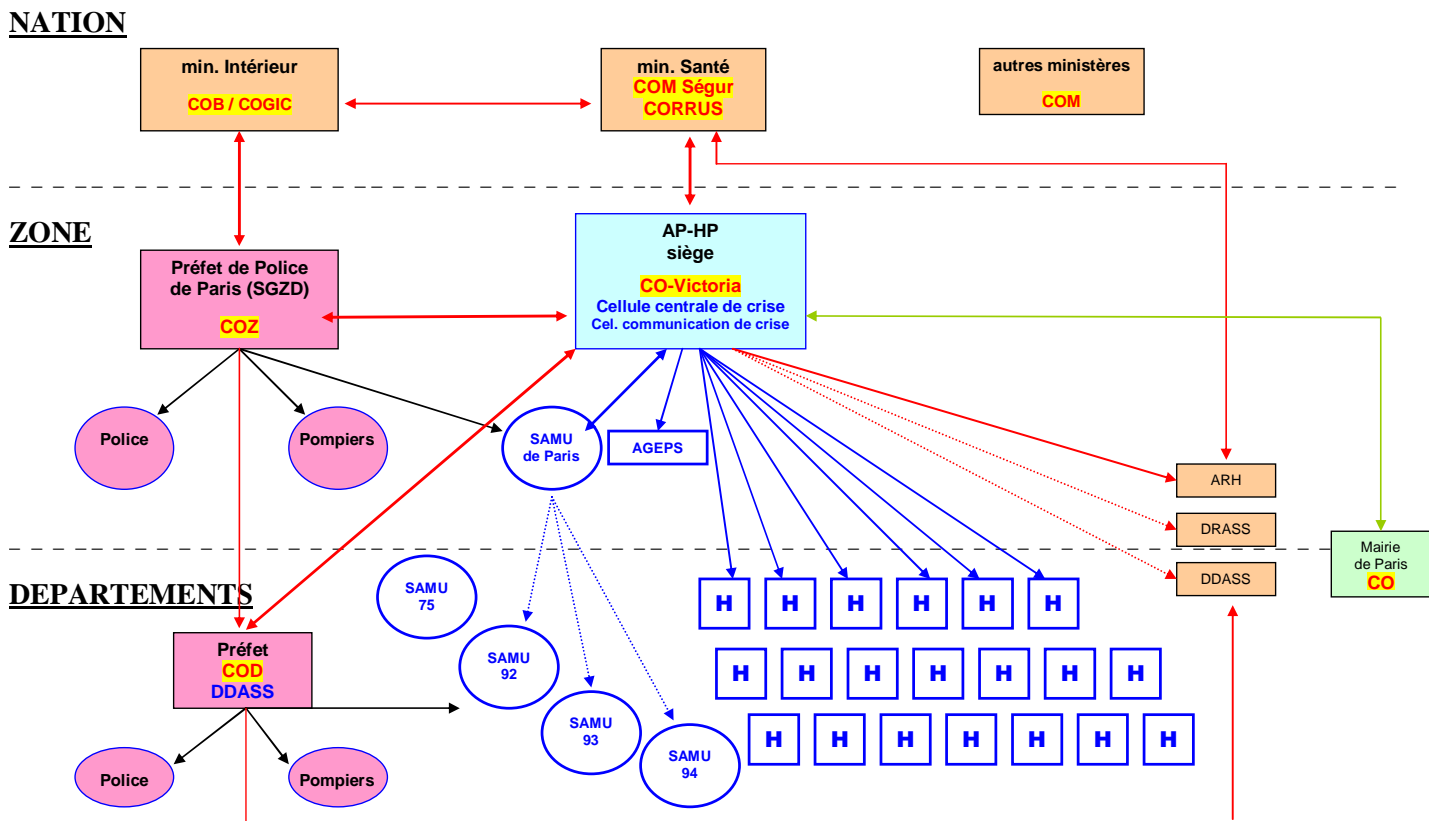 NATION
min. Intérieur
COB / COGIC
min. Santé
COM Ségur
CORRUS
autres ministères
COM
ZONE
Préfet de Police
de Paris (SGZD)
COZ
AP-HP
siège
CO-Victoria
Cellule centrale de crise
Cel. communication de crise
Police
Pompiers
SAMU
de Paris
AGEPS
ARH
DRASS
DDASS
Mairie
de Paris
CO
DEPARTEMENTS
Préfet
COD
DDASS
Police
Pompiers
SAMU
75
SAMU
92
SAMU
93
SAMU
94
H H H H H H
H H H H H H H
H H H H H H H